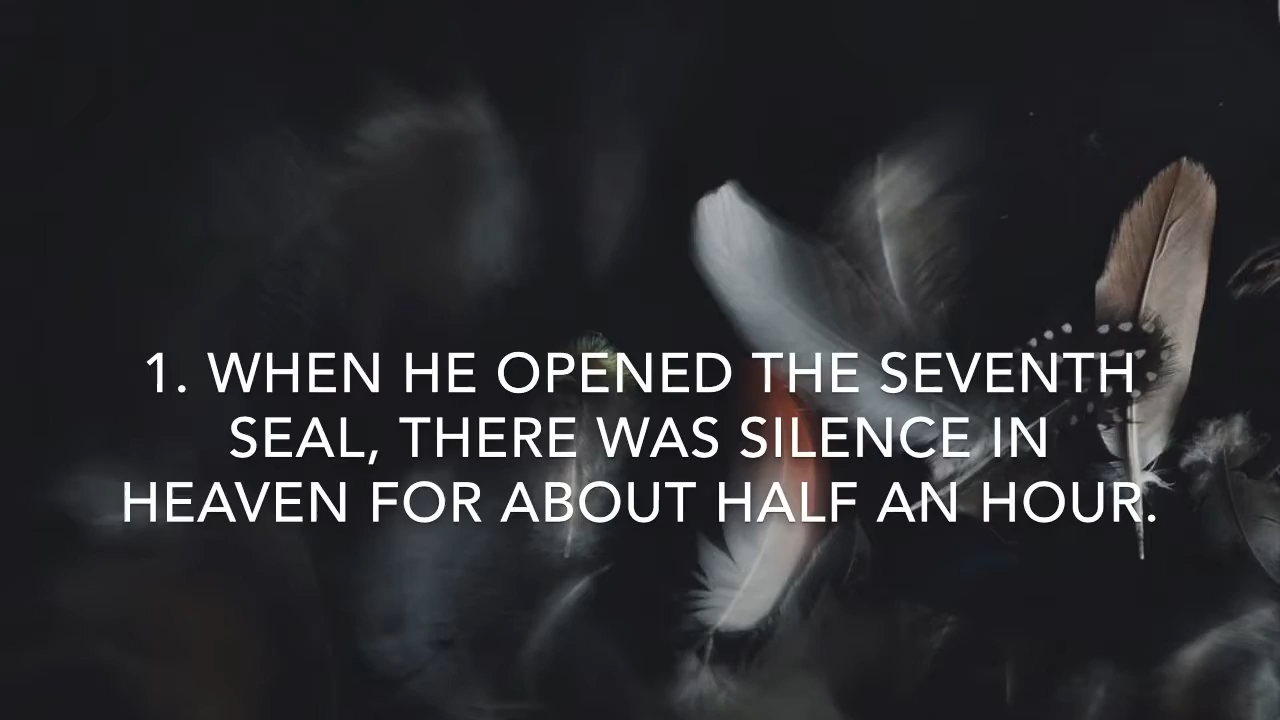 1. WHEN HE OPENED THE SEVENTH
SEAL, THERE WAS SILENCE IN
HEAVEN FOR ABOUT HALF AN HOUR.